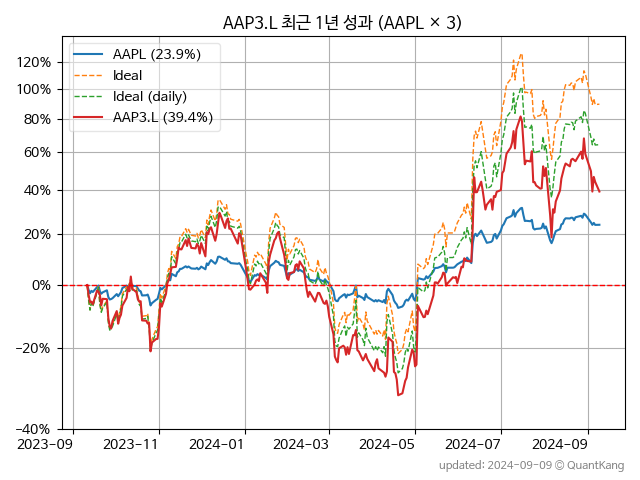 AAP3.L 최근 1년 성과 (AAPL × 3)
AAPL (23.9%)
Ideal
Ideal (daily)
AAP3.L (39.4%)
120%
100%
80%
60%
40%
20%
0%
−20%
−40%
2023-09
2023-11
2024-01
2024-03
2024-05
2024-07
2024-09
updated: 2024-09-09 © QuantKang